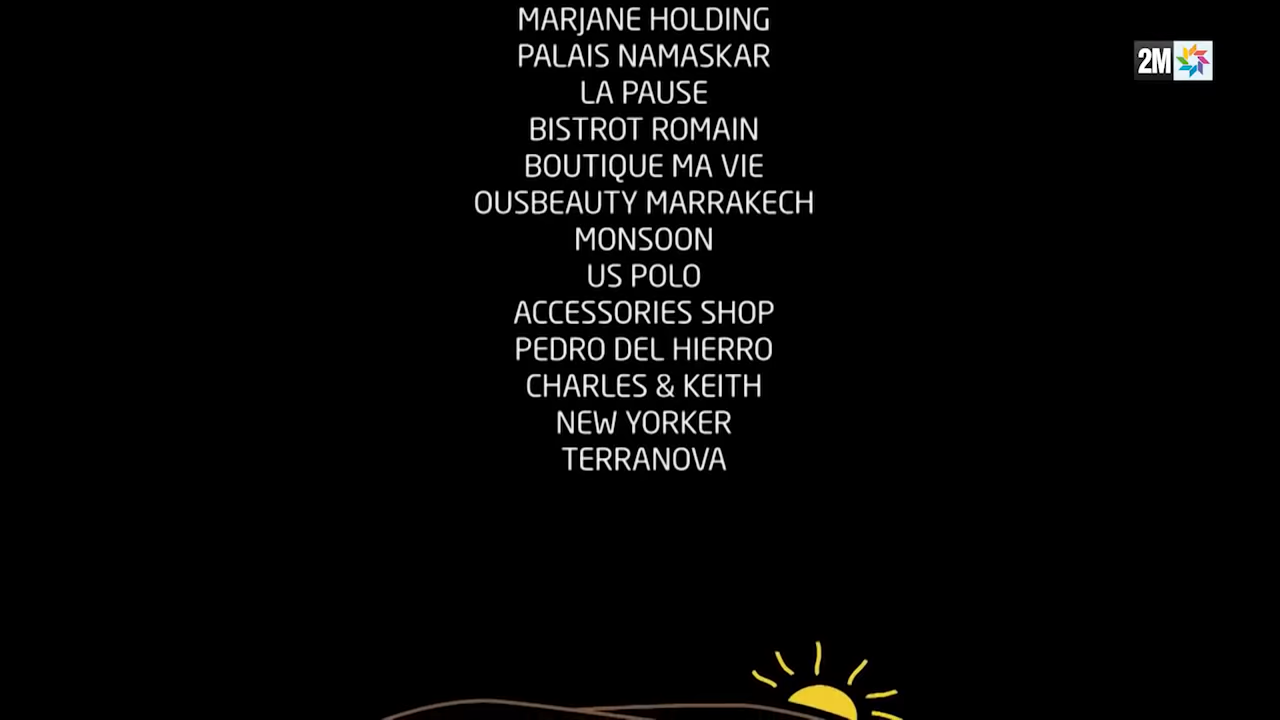 MARJANE HOLDING
2M
PALAIS NAMASKAR
LA PAUSE
BISTROT ROMAIN
BOUTIQUE MA VIE
OUSBEAUTY MARRAKECH
MONSOON
US POLO
ACCESSORIES SHOP
PEDRO DEL HIERRO
CHARLES & KEITH
NEW YORKER
TERRANOVA